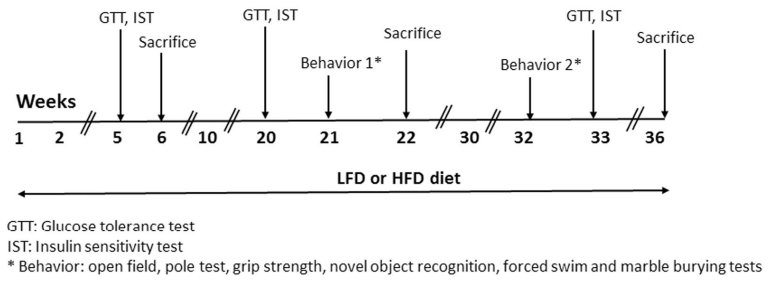 GTT, IST
GTT, IST
GTT, IST
Sacrifice
Sacrifice
Sacrifice
Behavior 1*
Behavior 2*
Weeks
1 2 5 6 10 20 21 22 30 32 33 36
LFD or HFD diet
GTT: Glucose tolerance test
IST: Insulin sensitivity test
* Behavior: open field, pole test, grip strength, novel object recognition, forced swim and marble burying tests